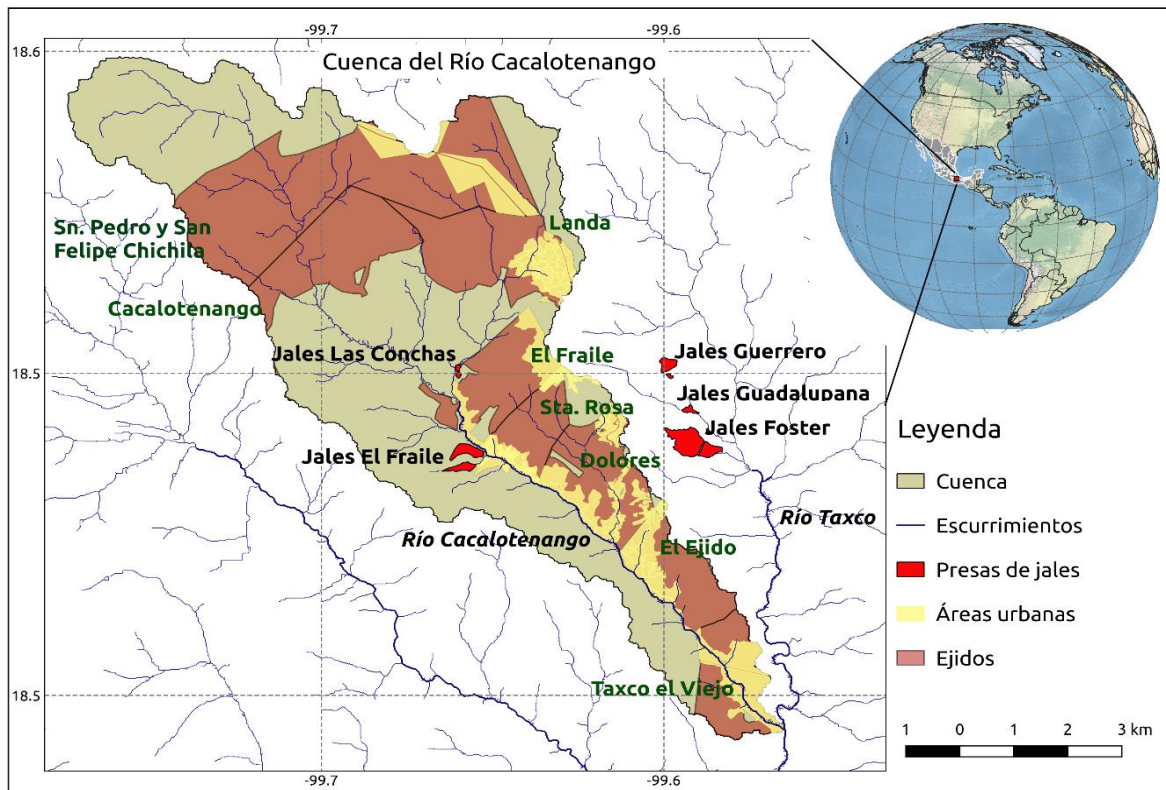 -99.7
-99.6
18.6
Cuenca del Río Cacalotenango
Sn. Pedro y San
Felipe Chichila
Landa
Cacalotenango
Jales Las Conchas
El Fraile
Jales Guerrero
18.5
Jales Guadalupana
Sta. Rosa
Jales Foster
Jales El Fraile
Dolores
Río Cacalotenango
Río Taxco
El Ejido
Taxco el Viejo
18.5
-99.7
-99.6
Leyenda
Cuenca
Escurrimientos
Presas de jales
Áreas urbanas
Ejidos
1 0 1 2 3 km